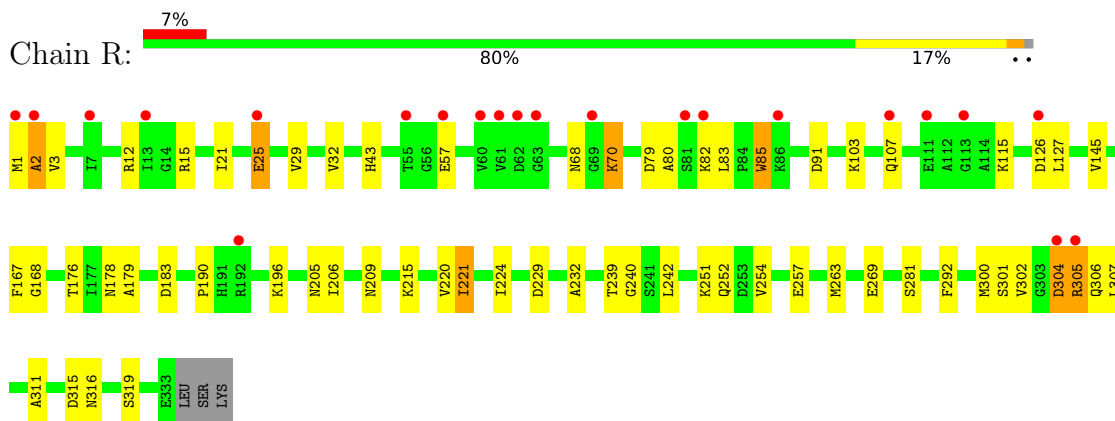 7%
Chain R:
80% 17% • •
M1 A2 V3 I7 R12 I13 G14 R15 I21 E25 V29 V32 H43 T55 G56 E57 V60 V61 D62 G63 N68 G69 K70 D79 A80 S81 K82 L83 P84 W85 K86 D91 K103 Q107 E111 A112 G113 A114 K115 D126 L127 V145
F167 G168 T176 I177 N178 A179 D183 P190 H191 R192 K196 N205 I206 N209 K215 V220 I221 I224 D229 A232 T239 G240 S241 L242 K251 Q252 D253 V254 E257 M263 E269 S281 F292 M300 S301 V302 G303 D304 R305 Q306 L307
A311 D315 N316 S319 E333 LEU SER LYS